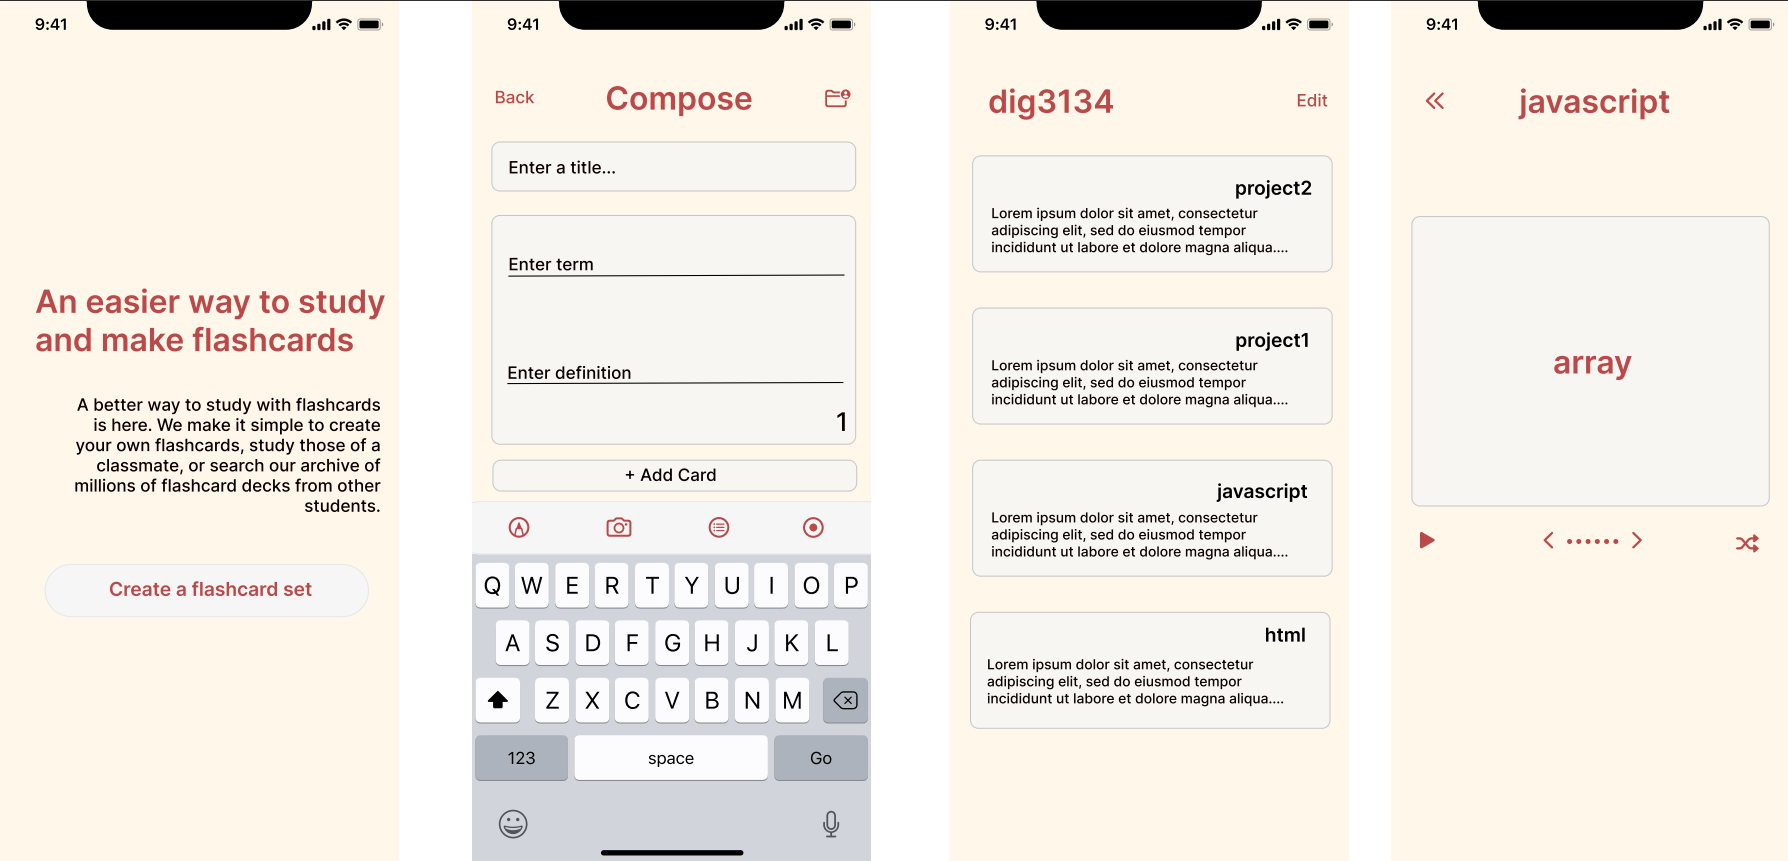 9:41
An easier way to study
and make flashcards
A better way to study with flashcards
is here. We make it simple to create
your own flashcards, study those of a
classmate, or search our archive of
millions of flashcard decks from other
students.
Create a flashcard set
9:41
Back
Compose
Enter a title...
Enter term
Enter definition
1
+ Add Card
Q W E R T Y U I O P
A S D F G H J K L
Z X C V B N M
123
space
Go
9:41
dig3134
Edit
project2
Lorem ipsum dolor sit amet, consectetur
adipiscing elit, sed do eiusmod tempor
incididunt ut labore et dolore magna aliqua....
project1
Lorem ipsum dolor sit amet, consectetur
adipiscing elit, sed do eiusmod tempor
incididunt ut labore et dolore magna aliqua....
javascript
Lorem ipsum dolor sit amet, consectetur
adipiscing elit, sed do eiusmod tempor
incididunt ut labore et dolore magna aliqua....
html
Lorem ipsum dolor sit amet, consectetur
adipiscing elit, sed do eiusmod tempor
incididunt ut labore et dolore magna aliqua....
9:41
javascript
array